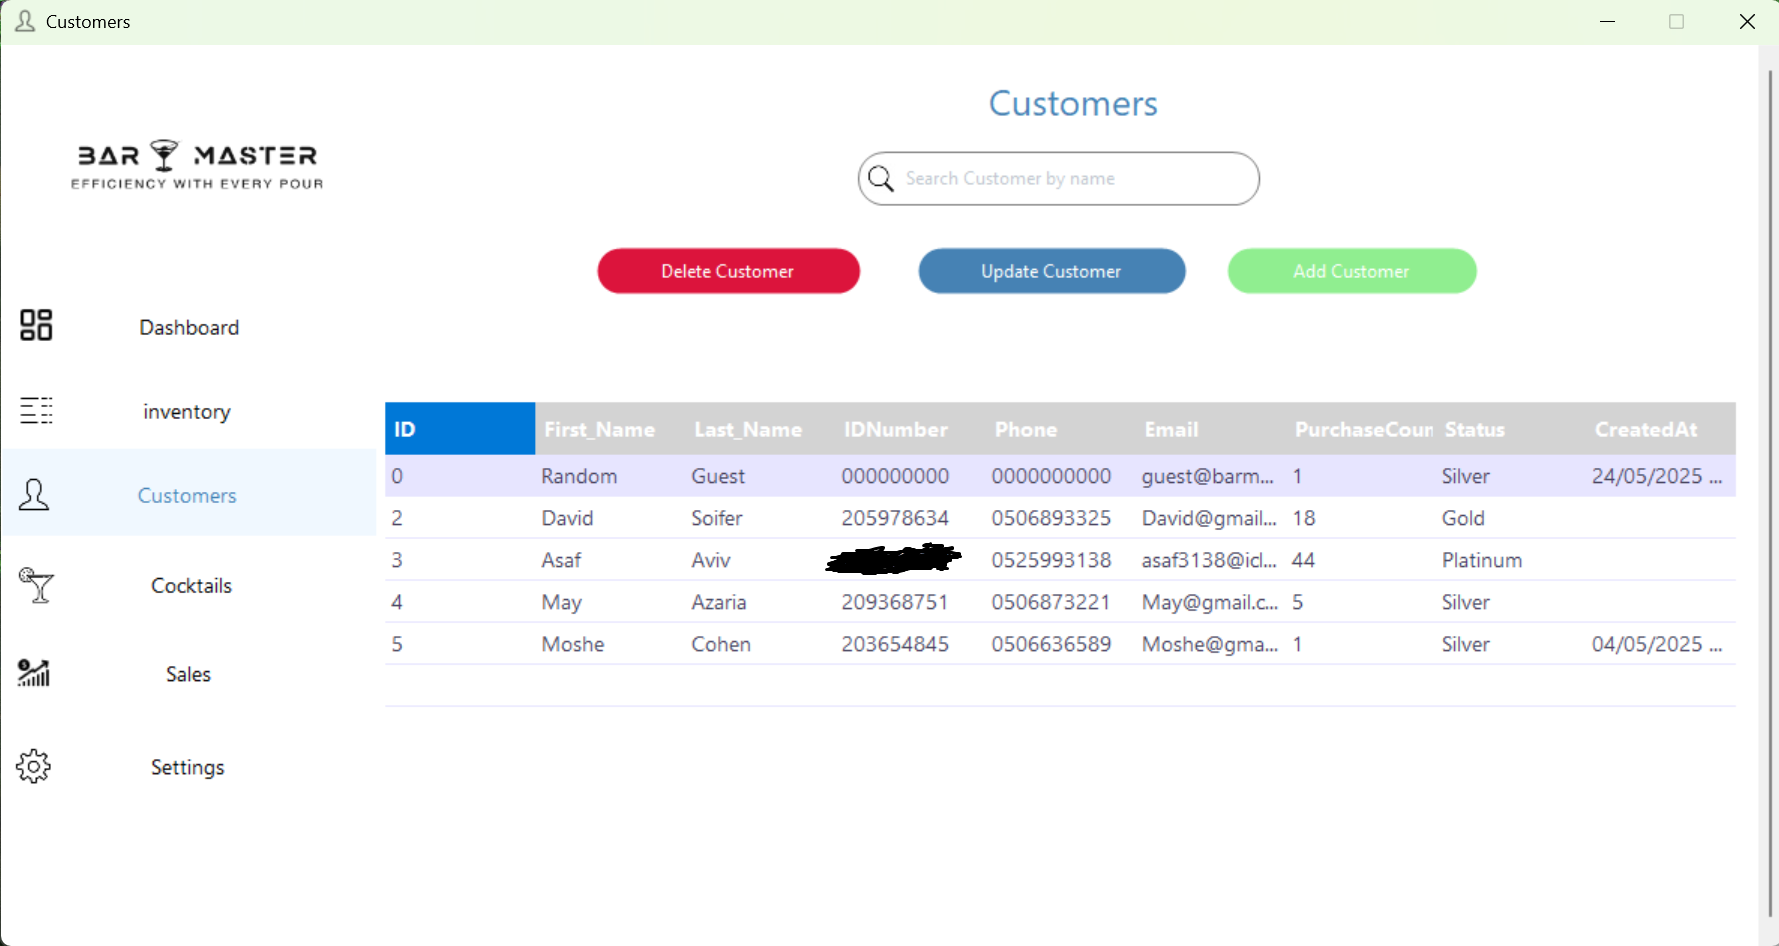 Customers
BAR MASTER
EFFICIENCY WITH EVERY POUR
Customers
Search Customer by name
Delete Customer Update Customer Add Customer
Dashboard
inventory
Customers
Cocktails
Sales
Settings
ID First_Name Last_Name IDNumber Phone Email PurchaseCoun Status CreatedAt
0 Random Guest 000000000 0000000000 guest@barm... 1 Silver 24/05/2025 ...
2 David Soifer 205978634 0506893325 David@gmail... 18 Gold
3 Asaf Aviv 0525993138 asaf3138@icl... 44 Platinum
4 May Azaria 209368751 0506873221 May@gmail.c... 5 Silver
5 Moshe Cohen 203654845 0506636589 Moshe@gma... 1 Silver 04/05/2025 ...